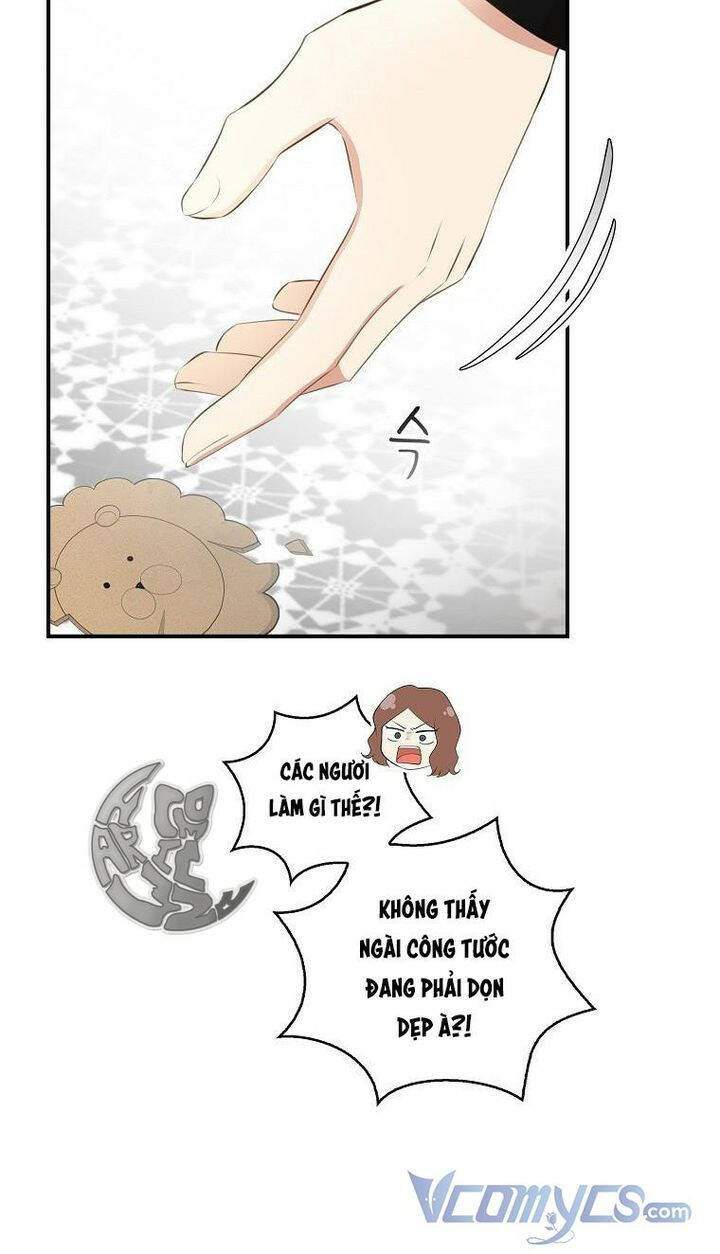 슥
CÁC NGƯƠI
LÀM GÌ THẾ?!
KHÔNG THẤY
NGÀI CÔNG TƯỚC
ĐANG PHẢI DỌN
DẸP À?!
VCOMYCS.com